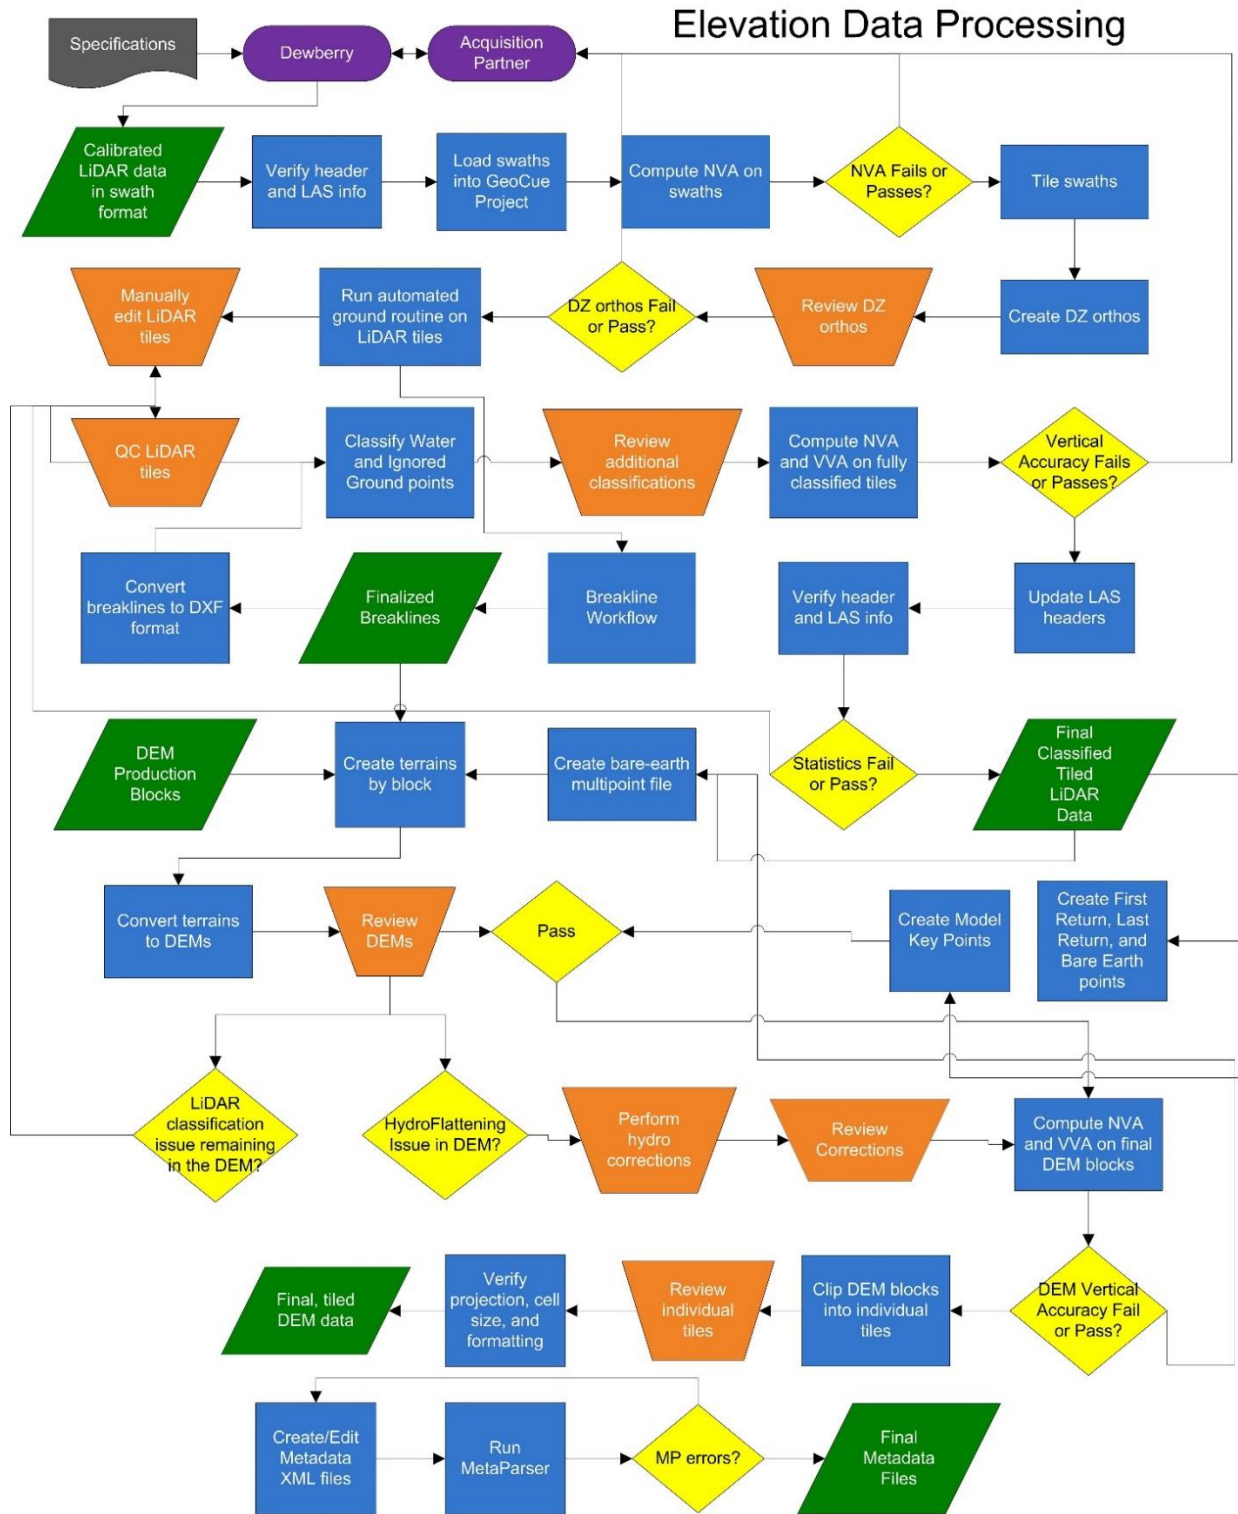 Elevation Data Processing
Specifications
Dewberry
Acquisition
Partner
Calibrated
LiDAR data
in swath
format
Verify header
and LAS info
Load swaths
into GeoCue
Project
Compute NVA on
swaths
NVA Fails or
Passes?
Tile swaths
Manually
edit LiDAR
tiles
Run automated
ground routine on
LiDAR tiles
DZ orthos Fail
or Pass?
Review DZ
orthos
Create DZ orthos
QC LiDAR
tiles
Classify Water
and Ignored
Ground points
Review
additional
classifications
Compute NVA
and VVA on fully
classified tiles
Vertical
Accuracy Fails
or Passes?
Convert
breaklines to DXF
format
Finalized
Breaklines
Breakline
Workflow
Verify header
and LAS info
Update LAS
headers
DEM
Production
Blocks
Create terrains
by block
Create bare-earth
multipoint file
Statistics Fail
or Pass?
Final
Classified
Tiled
LiDAR
Data
Convert terrains
to DEMs
Review
DEMs
Pass
Create Model
Key Points
Create First
Return, Last
Return, and
Bare Earth
points
LiDAR
classification
issue remaining
in the DEM?
HydroFlattening
Issue in DEM?
Perform
hydro
corrections
Review
Corrections
Compute NVA
and VVA on final
DEM blocks
Final, tiled
DEM data
Verify
projection, cell
size, and
formatting
Review
individual
tiles
Clip DEM blocks
into individual
tiles
DEM Vertical
Accuracy Fail
or Pass?
Create/Edit
Metadata
XML files
Run
MetaParser
MP errors?
Final
Metadata
Files